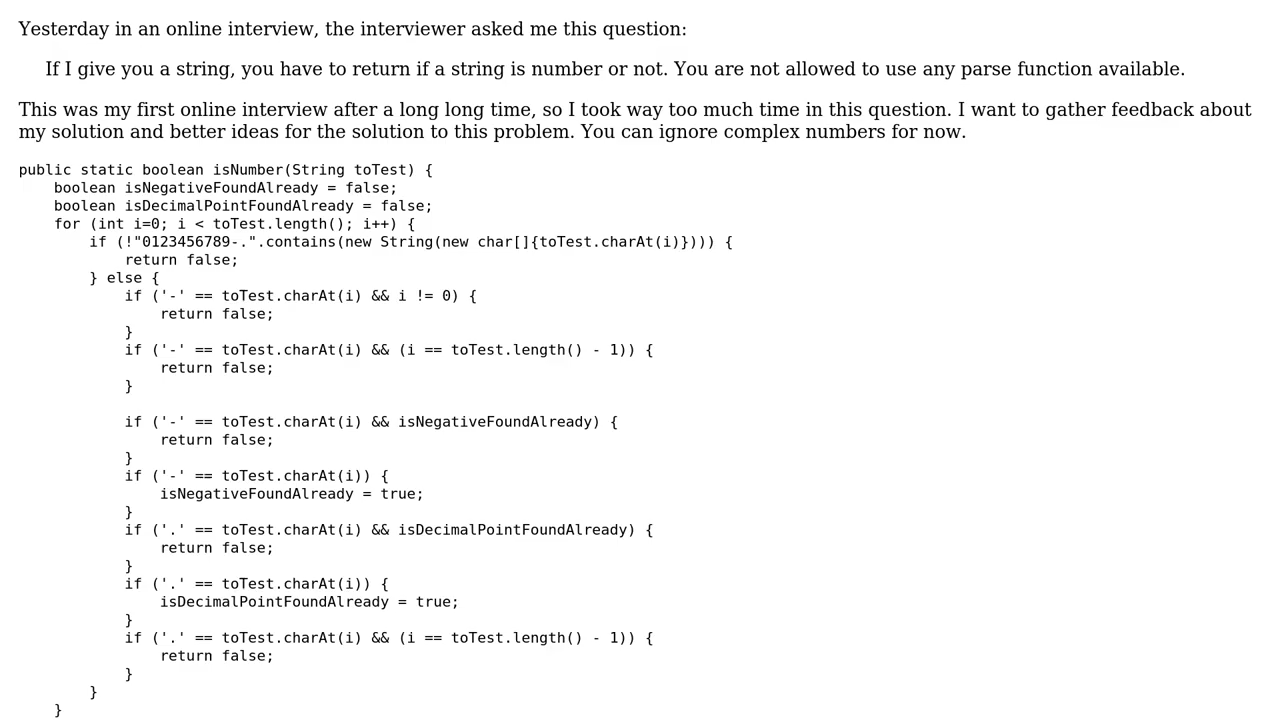 Yesterday in an online interview, the interviewer asked me this question:
If I give you a string, you have to return if a string is number or not. You are not allowed to use any parse function available.
This was my first online interview after a long long time, so I took way too much time in this question. I want to gather feedback about
my solution and better ideas for the solution to this problem. You can ignore complex numbers for now.
public static boolean isNumber(String toTest) {
    boolean isNegativeFoundAlready = false;
    boolean isDecimalPointFoundAlready = false;
    for (int i=0; i < toTest.length(); i++) {
        if (!"0123456789-.".contains(new String(new char[]{toTest.charAt(i)}))) {
            return false;
        } else {
            if ('-' == toTest.charAt(i) && i != 0) {
                return false;
            }
            if ('-' == toTest.charAt(i) && (i == toTest.length() - 1)) {
                return false;
            }
            if ('-' == toTest.charAt(i) && isNegativeFoundAlready) {
                return false;
            }
            if ('-' == toTest.charAt(i)) {
                isNegativeFoundAlready = true;
            }
            if ('.' == toTest.charAt(i) && isDecimalPointFoundAlready) {
                return false;
            }
            if ('.' == toTest.charAt(i)) {
                isDecimalPointFoundAlready = true;
            }
            if ('.' == toTest.charAt(i) && (i == toTest.length() - 1)) {
                return false;
            }
        }
    }